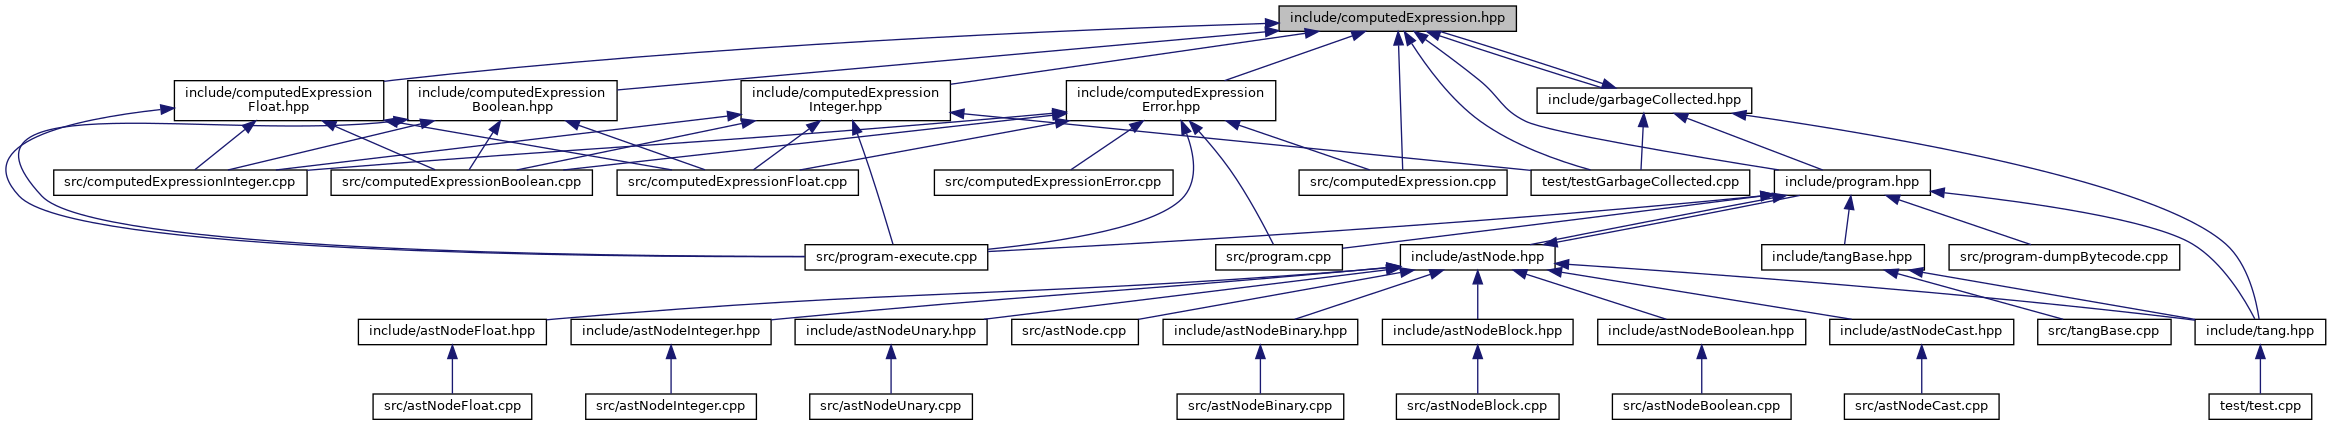 include/computedExpression.hpp
include/computedExpression
Float.hpp
include/computedExpression
Boolean.hpp
include/computedExpression
Integer.hpp
include/computedExpression
Error.hpp
include/garbageCollected.hpp
src/computedExpressionInteger.cpp
src/computedExpressionBoolean.cpp
src/computedExpressionFloat.cpp
src/computedExpressionError.cpp
src/computedExpression.cpp
test/testGarbageCollected.cpp
include/program.hpp
src/program-execute.cpp
src/program.cpp
include/astNode.hpp
include/tangBase.hpp
src/program-dumpBytecode.cpp
include/astNodeFloat.hpp
include/astNodeInteger.hpp
include/astNodeUnary.hpp
src/astNode.cpp
include/astNodeBinary.hpp
include/astNodeBlock.hpp
include/astNodeBoolean.hpp
include/astNodeCast.hpp
src/tangBase.cpp
include/tang.hpp
src/astNodeFloat.cpp
src/astNodeInteger.cpp
src/astNodeUnary.cpp
src/astNodeBinary.cpp
src/astNodeBlock.cpp
src/astNodeBoolean.cpp
src/astNodeCast.cpp
test/test.cpp